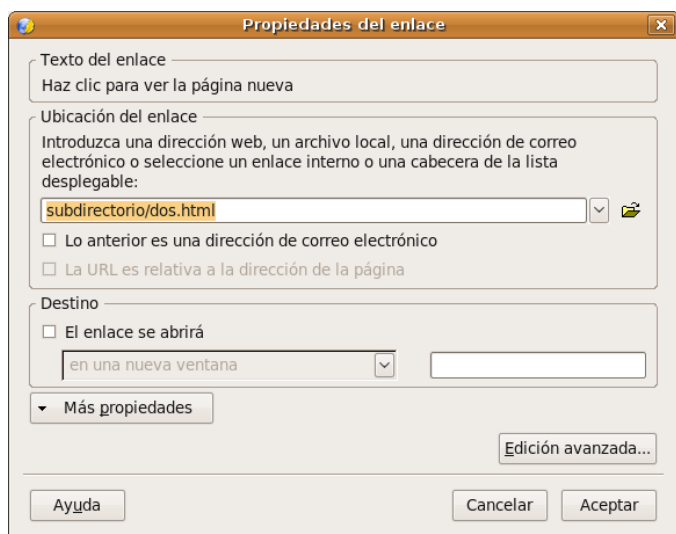 Propiedades del enlace
Texto del enlace
Haz clic para ver la página nueva
Ubicación del enlace
Introduzca una dirección web, un archivo local, una dirección de correo
electrónico o seleccione un enlace interno o una cabecera de la lista
desplegable:
subdirectorio/dos.html
Lo anterior es una dirección de correo electrónico
La URL es relativa a la dirección de la página
Destino
El enlace se abrirá
en una nueva ventana
Más propiedades
Edición avanzada...
Ayuda
Cancelar
Aceptar